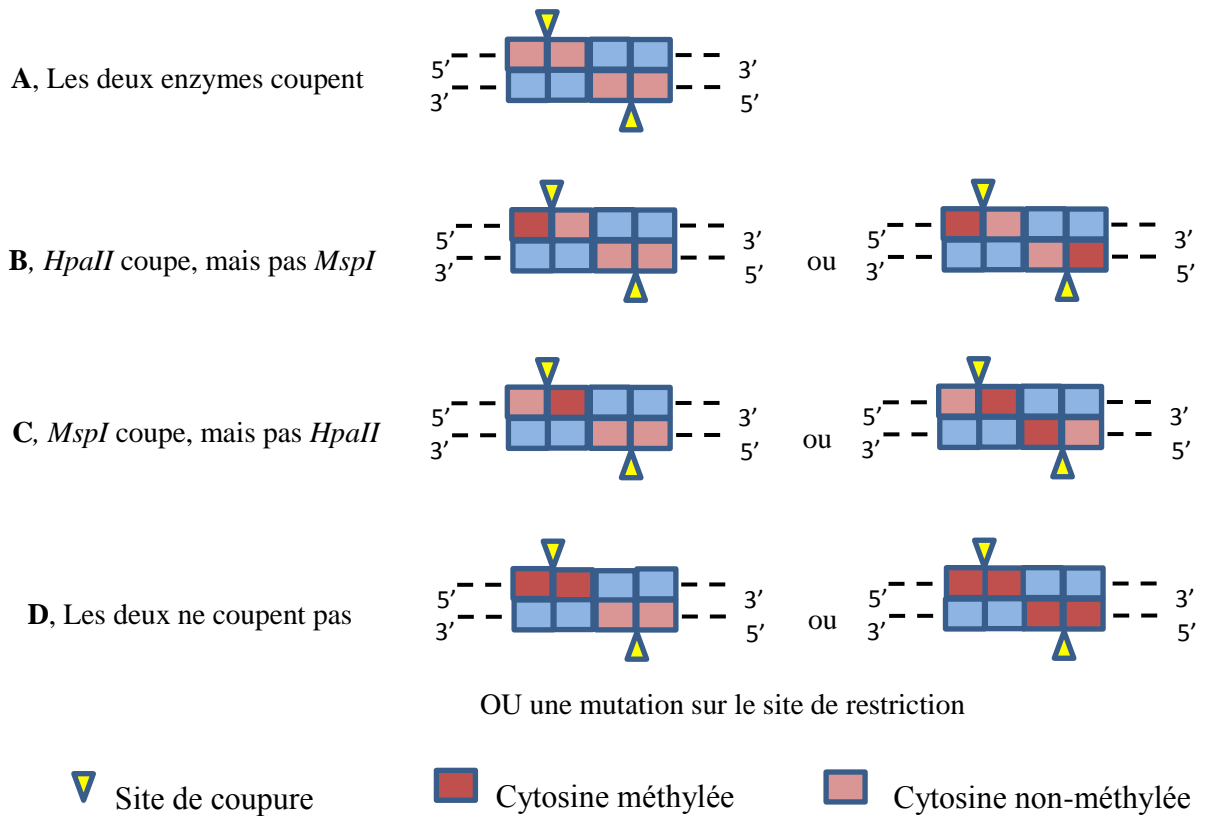 5’ 3’
A, Les deux enzymes coupent
3’ 5’
5’ 3’ 5’ 3’
B, HpaII coupe, mais pas MspI ou
3’ 5’ 3’ 5’
5’ 3’ 5’ 3’
C, MspI coupe, mais pas HpaII ou
3’ 5’ 3’ 5’
5’ 3’ 5’ 3’
D, Les deux ne coupent pas ou
3’ 5’ 3’ 5’
OU une mutation sur le site de restriction
Site de coupure Cytosine méthylée Cytosine non-méthylée